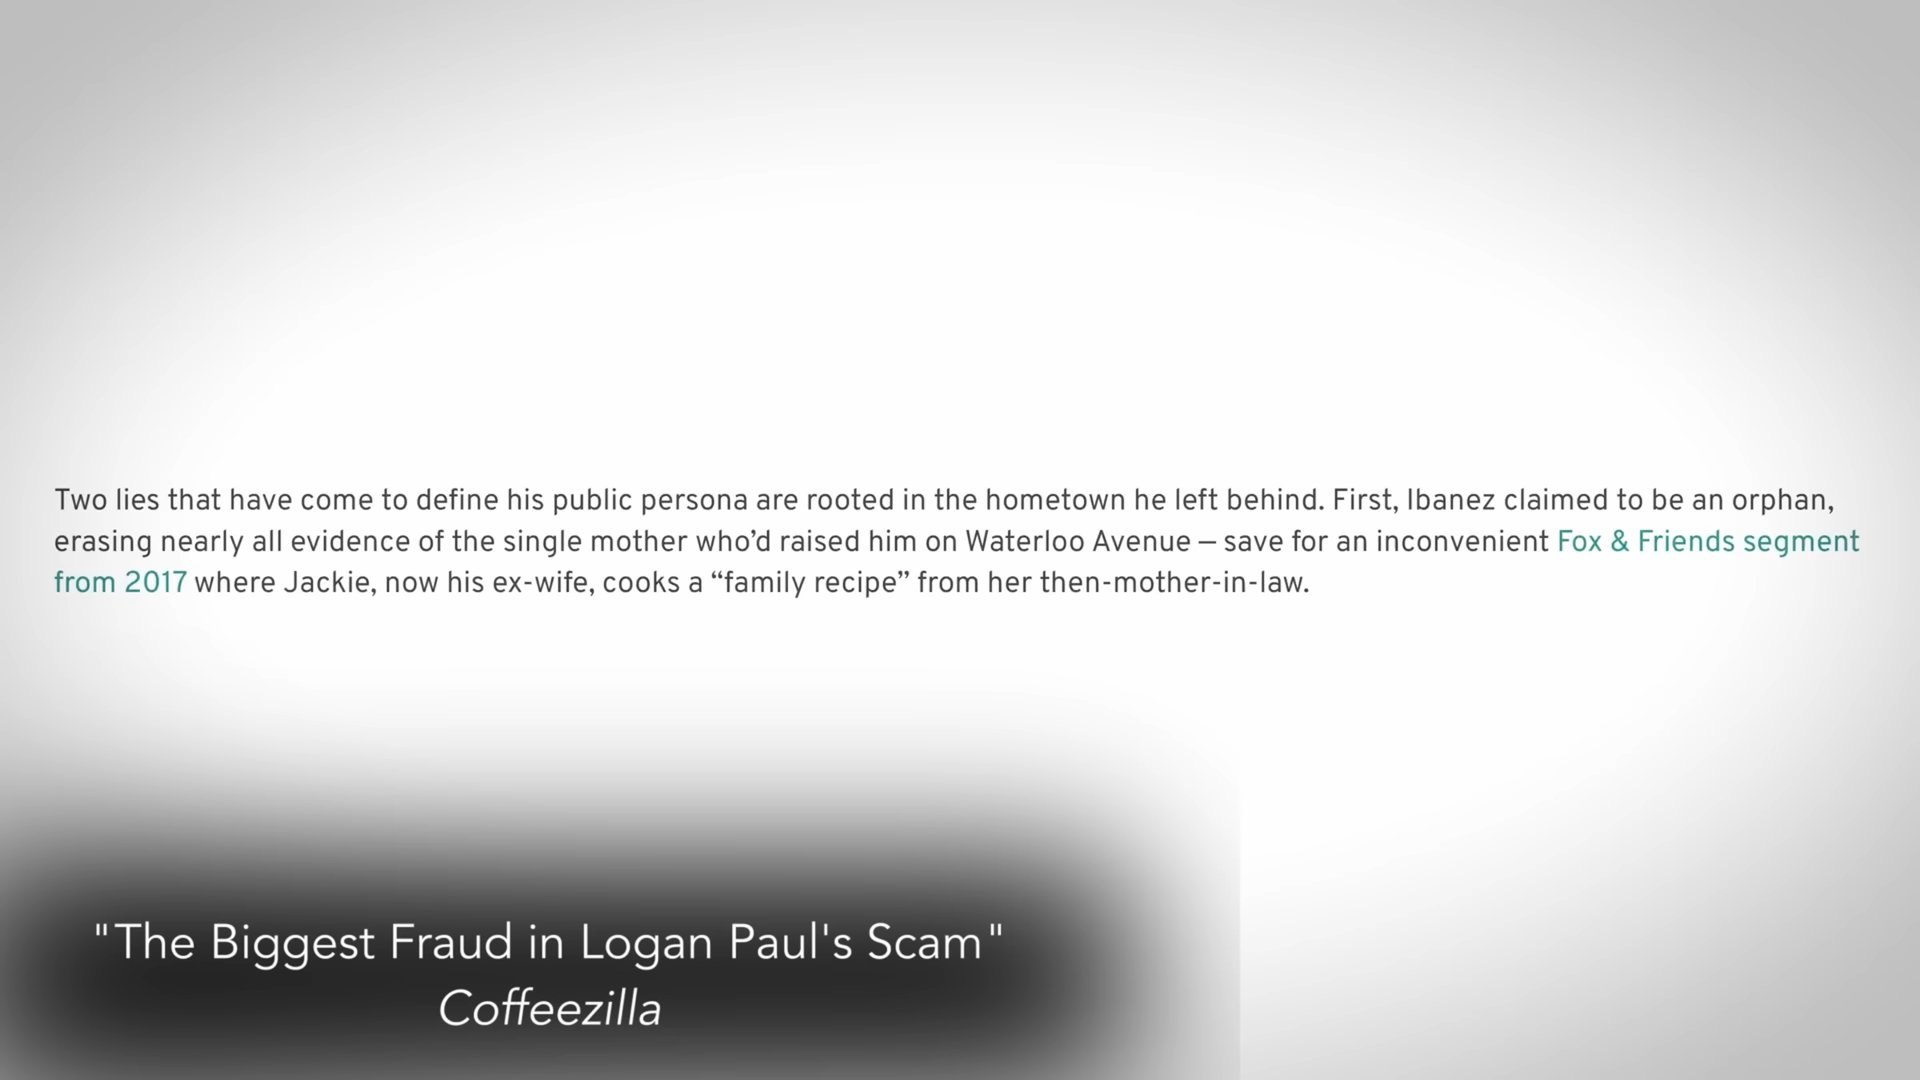 Two lies that have come to define his public persona are rooted in the hometown he left behind. First, Ibanez claimed to be an orphan,
erasing nearly all evidence of the single mother who’d raised him on Waterloo Avenue — save for an inconvenient Fox & Friends segment
from 2017 where Jackie, now his ex-wife, cooks a “family recipe” from her then-mother-in-law.
"The Biggest Fraud in Logan Paul's Scam"
Coffeezilla